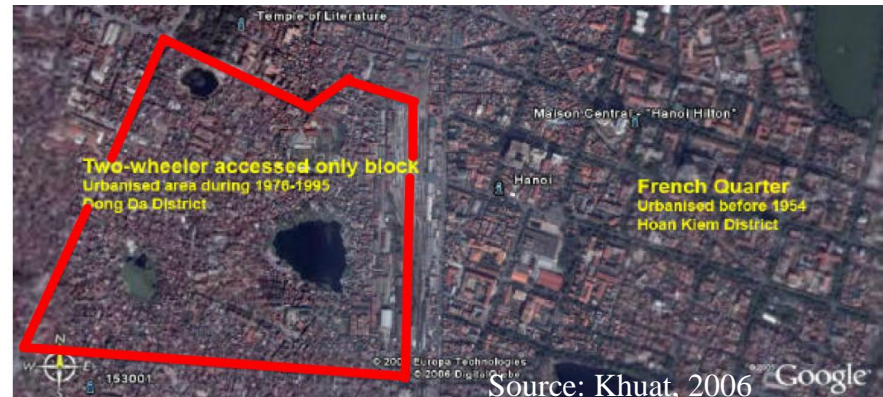 Temple of Literature
Maison Central - "Hanoi Hilton"
Two-wheeler accessed only block
Urbanised area during 1976-1995
Dong Da District
Hanoi
French Quarter
Urbanised before 1954
Hoan Kiem District
N
W E
153001
Europa Technologies
© 2006 DigitalGlobe
Source: Khuat, 2006
Google